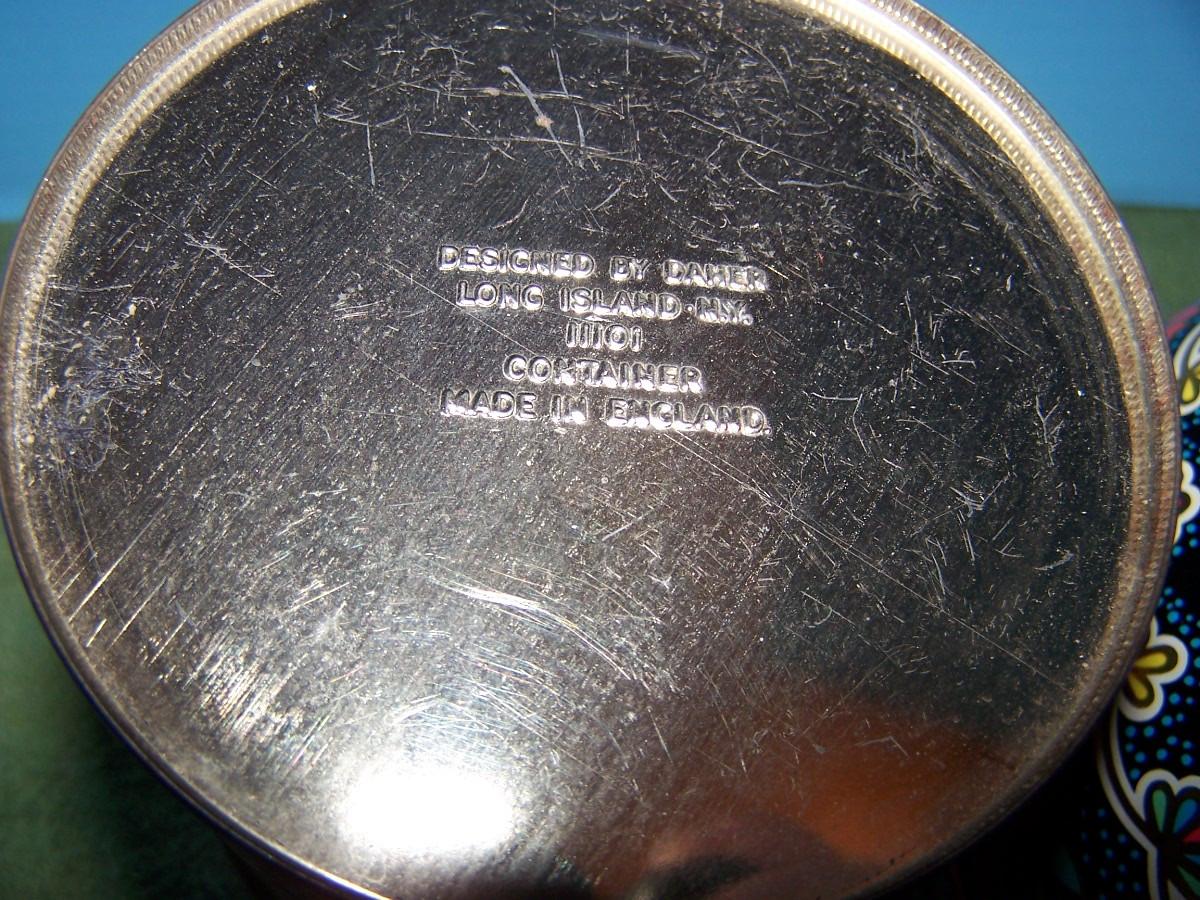 DESIGNED BY DAHER
LONG ISLAND·N.Y.
11101
CONTAINER
MADE IN ENGLAND.